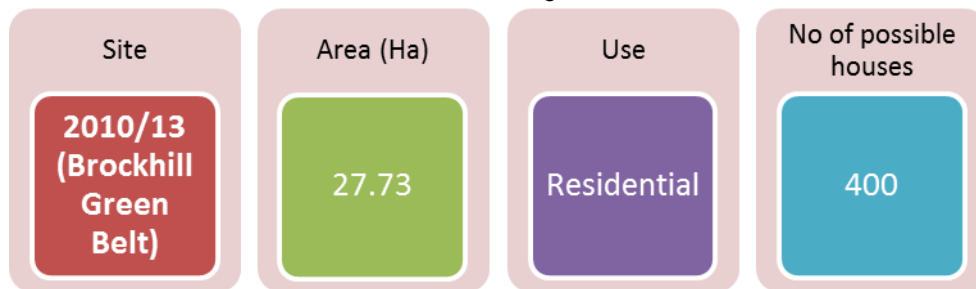 Site
Area (Ha)
Use
No of possible
houses
2010/13
(Brockhill
Green
Belt)
27.73
Residential
400